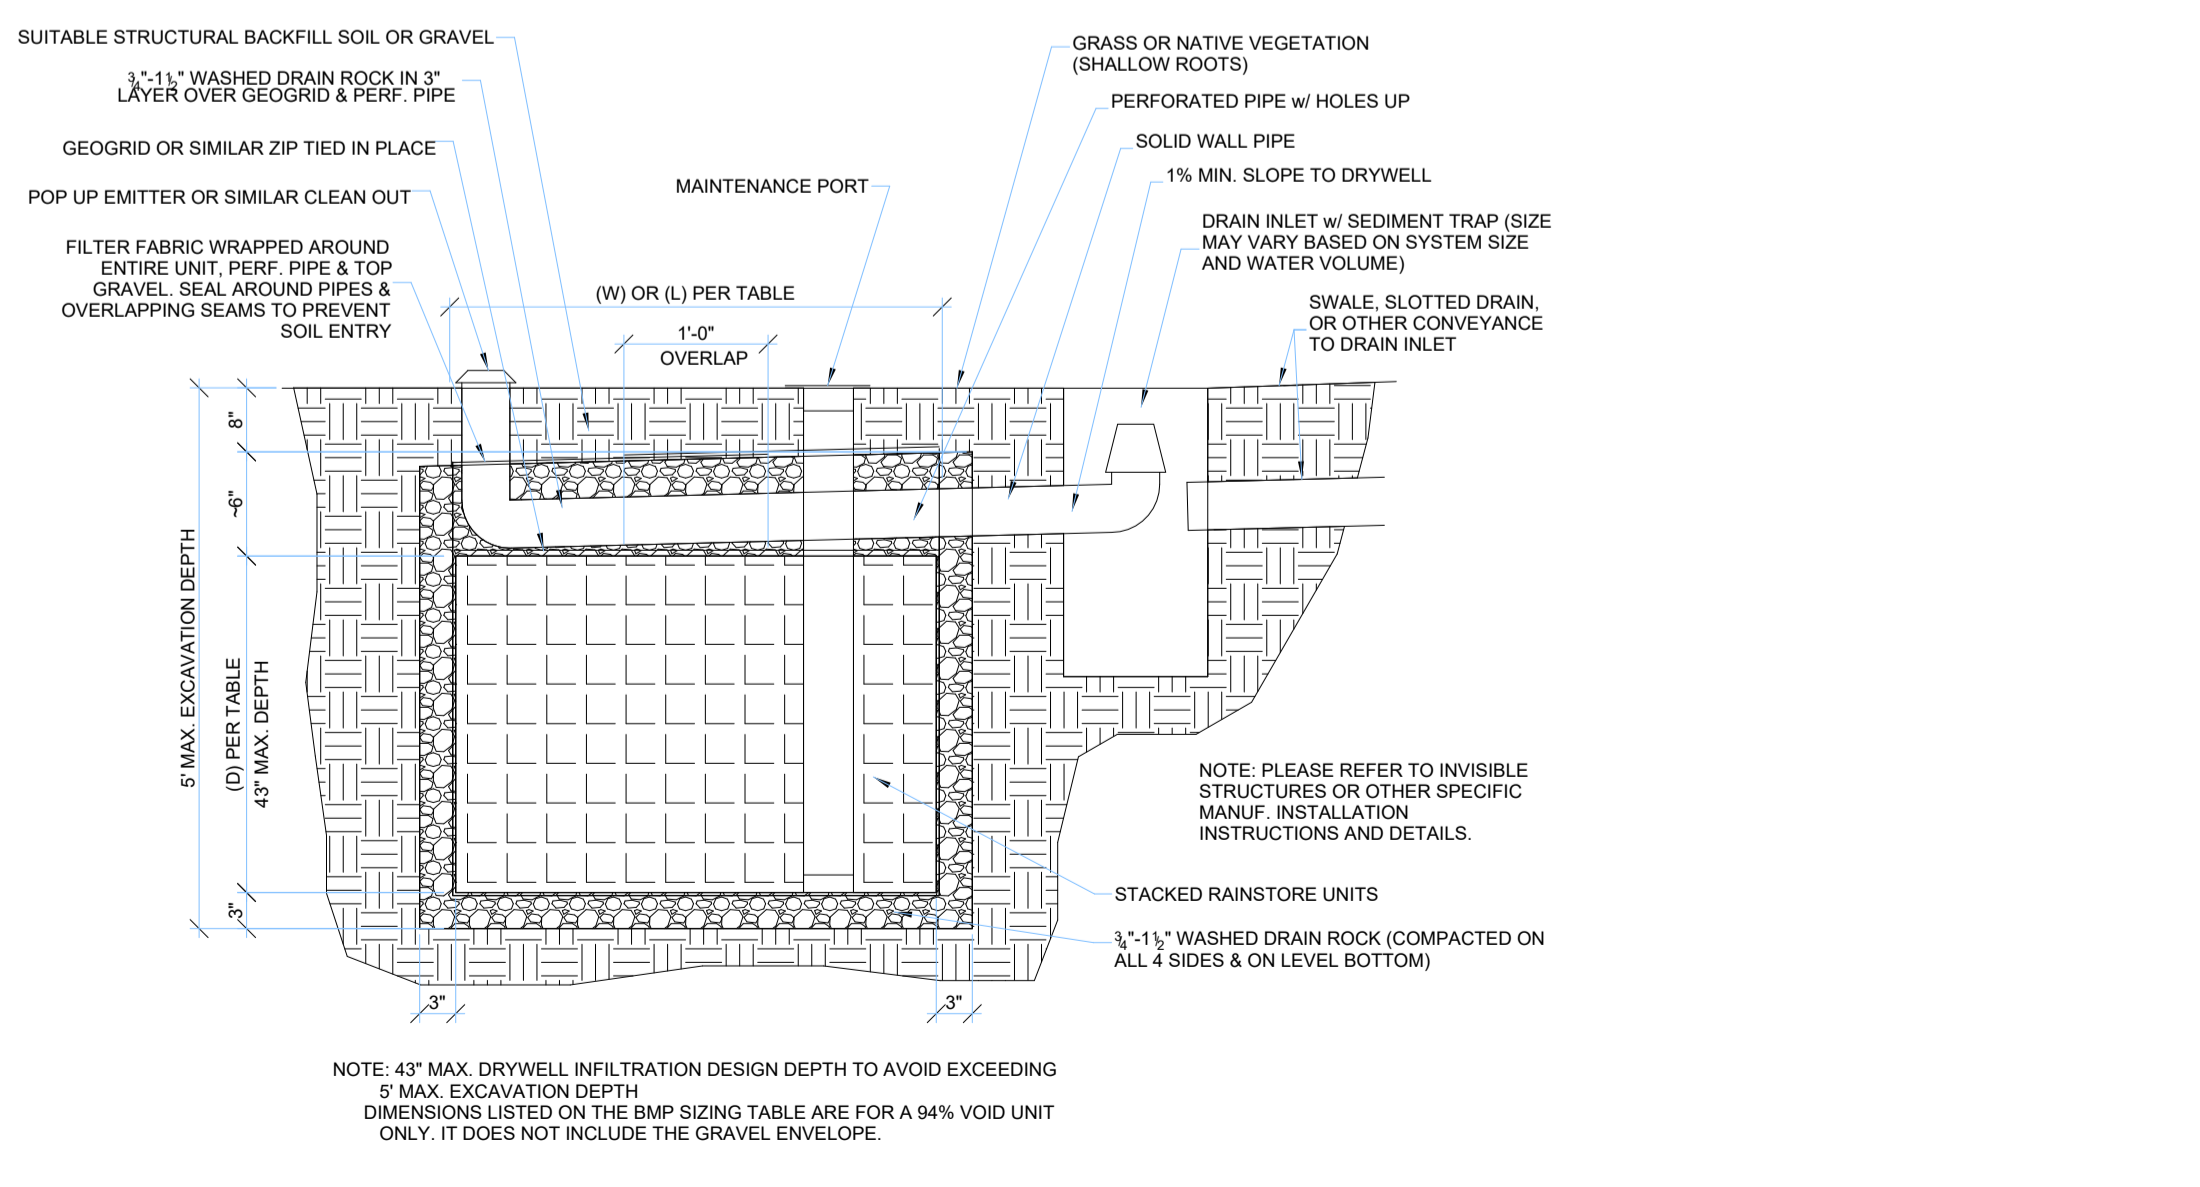 SUITABLE STRUCTURAL BACKFILL SOIL OR GRAVEL
¾"-1½" WASHED DRAIN ROCK IN 3"
LAYER OVER GEOGRID & PERF. PIPE
GEOGRID OR SIMILAR ZIP TIED IN PLACE
POP UP EMITTER OR SIMILAR CLEAN OUT
FILTER FABRIC WRAPPED AROUND
ENTIRE UNIT, PERF. PIPE & TOP
GRAVEL. SEAL AROUND PIPES &
OVERLAPPING SEAMS TO PREVENT
SOIL ENTRY
MAINTENANCE PORT
(W) OR (L) PER TABLE
1'-0"
OVERLAP
GRASS OR NATIVE VEGETATION
(SHALLOW ROOTS)
PERFORATED PIPE w/ HOLES UP
SOLID WALL PIPE
1% MIN. SLOPE TO DRYWELL
DRAIN INLET w/ SEDIMENT TRAP (SIZE
MAY VARY BASED ON SYSTEM SIZE
AND WATER VOLUME)
SWALE, SLOTTED DRAIN,
OR OTHER CONVEYANCE
TO DRAIN INLET
5' MAX. EXCAVATION DEPTH
8"
~6"
(D) PER TABLE
43" MAX. DEPTH
3"
3"
3"
NOTE: PLEASE REFER TO INVISIBLE
STRUCTURES OR OTHER SPECIFIC
MANUF. INSTALLATION
INSTRUCTIONS AND DETAILS.
STACKED RAINSTORE UNITS
¾"-1½" WASHED DRAIN ROCK (COMPACTED ON
ALL 4 SIDES & ON LEVEL BOTTOM)
NOTE: 43" MAX. DRYWELL INFILTRATION DESIGN DEPTH TO AVOID EXCEEDING
5' MAX. EXCAVATION DEPTH
DIMENSIONS LISTED ON THE BMP SIZING TABLE ARE FOR A 94% VOID UNIT
ONLY. IT DOES NOT INCLUDE THE GRAVEL ENVELOPE.